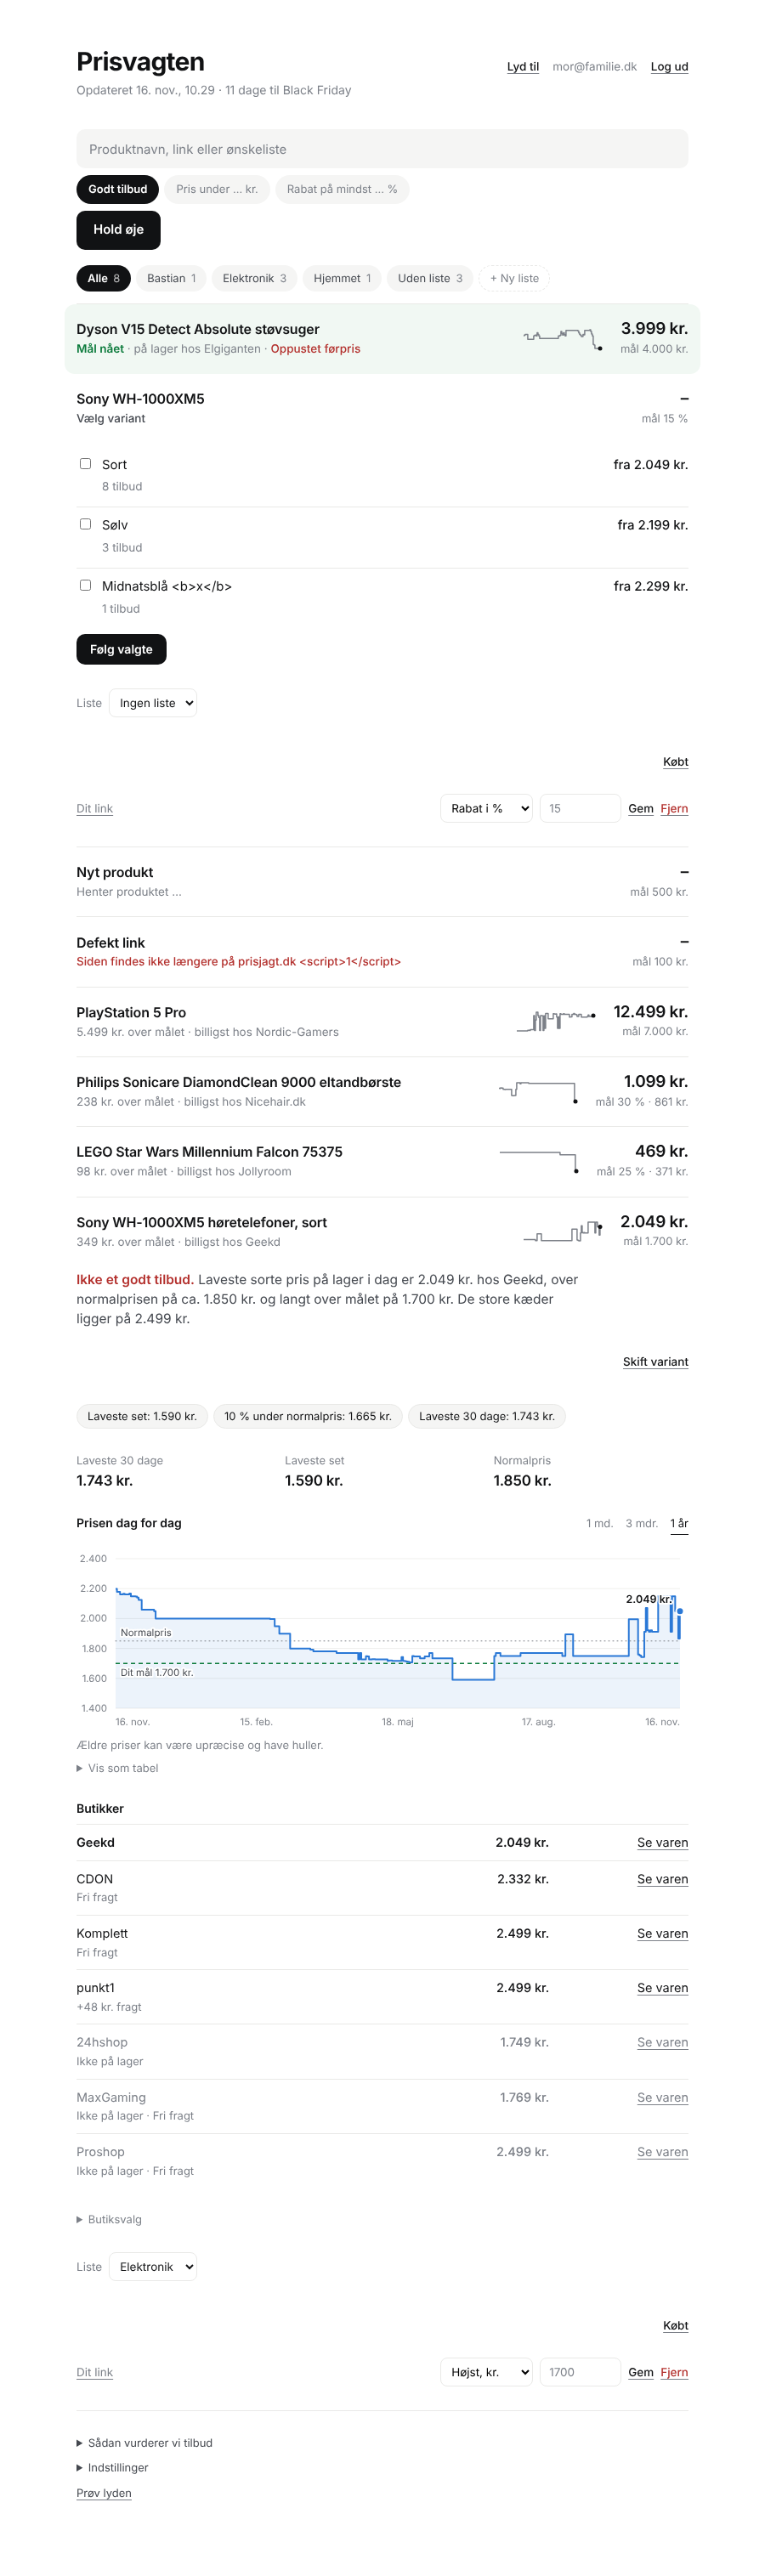 Prisvagten
Lyd til mor@familie.dk Log ud
Opdateret 16. nov., 10.29 · 11 dage til Black Friday
Produktnavn, link eller ønskeliste
Godt tilbud Pris under ... kr. Rabat på mindst ... %
Hold øje
Alle 8 Bastian 1 Elektronik 3 Hjemmet 1 Uden liste 3 + Ny liste
Dyson V15 Detect Absolute støvsuger 3.999 kr.
Mål nået · på lager hos Elgiganten · Oppustet førpris mål 4.000 kr.
Sony WH-1000XM5 –
Vælg variant mål 15 %
Sort fra 2.049 kr.
8 tilbud
Sølv fra 2.199 kr.
3 tilbud
Midnatsblå <b>x</b> fra 2.299 kr.
1 tilbud
Følg valgte
Liste Ingen liste
Købt
Dit link Rabat i % 15 Gem Fjern
Nyt produkt –
Henter produktet ... mål 500 kr.
Defekt link –
Siden findes ikke længere på prisjagt.dk <script>1</script> mål 100 kr.
PlayStation 5 Pro 12.499 kr.
5.499 kr. over målet · billigst hos Nordic-Gamers mål 7.000 kr.
Philips Sonicare DiamondClean 9000 eltandbørste 1.099 kr.
238 kr. over målet · billigst hos Nicehair.dk mål 30 % · 861 kr.
LEGO Star Wars Millennium Falcon 75375 469 kr.
98 kr. over målet · billigst hos Jollyroom mål 25 % · 371 kr.
Sony WH-1000XM5 høretelefoner, sort 2.049 kr.
349 kr. over målet · billigst hos Geekd mål 1.700 kr.
Ikke et godt tilbud. Laveste sorte pris på lager i dag er 2.049 kr. hos Geekd, over
normalprisen på ca. 1.850 kr. og langt over målet på 1.700 kr. De store kæder
ligger på 2.499 kr.
Skift variant
Laveste set: 1.590 kr. 10 % under normalpris: 1.665 kr. Laveste 30 dage: 1.743 kr.
Laveste 30 dage Laveste set Normalpris
1.743 kr. 1.590 kr. 1.850 kr.
Prisen dag for dag 1 md. 3 mdr. 1 år
2.400
2.200
2.049 kr.
2.000
Normalpris
1.800
Dit mål 1.700 kr.
1.600
1.400
16. nov. 15. feb. 18. maj 17. aug. 16. nov.
Ældre priser kan være upræcise og have huller.
Vis som tabel
Butikker
Geekd 2.049 kr. Se varen
CDON 2.332 kr. Se varen
Fri fragt
Komplett 2.499 kr. Se varen
Fri fragt
punkt1 2.499 kr. Se varen
+48 kr. fragt
24hshop 1.749 kr. Se varen
Ikke på lager
MaxGaming 1.769 kr. Se varen
Ikke på lager · Fri fragt
Proshop 2.499 kr. Se varen
Ikke på lager · Fri fragt
Butiksvalg
Liste Elektronik
Købt
Dit link Højst, kr. 1700 Gem Fjern
Sådan vurderer vi tilbud
Indstillinger
Prøv lyden